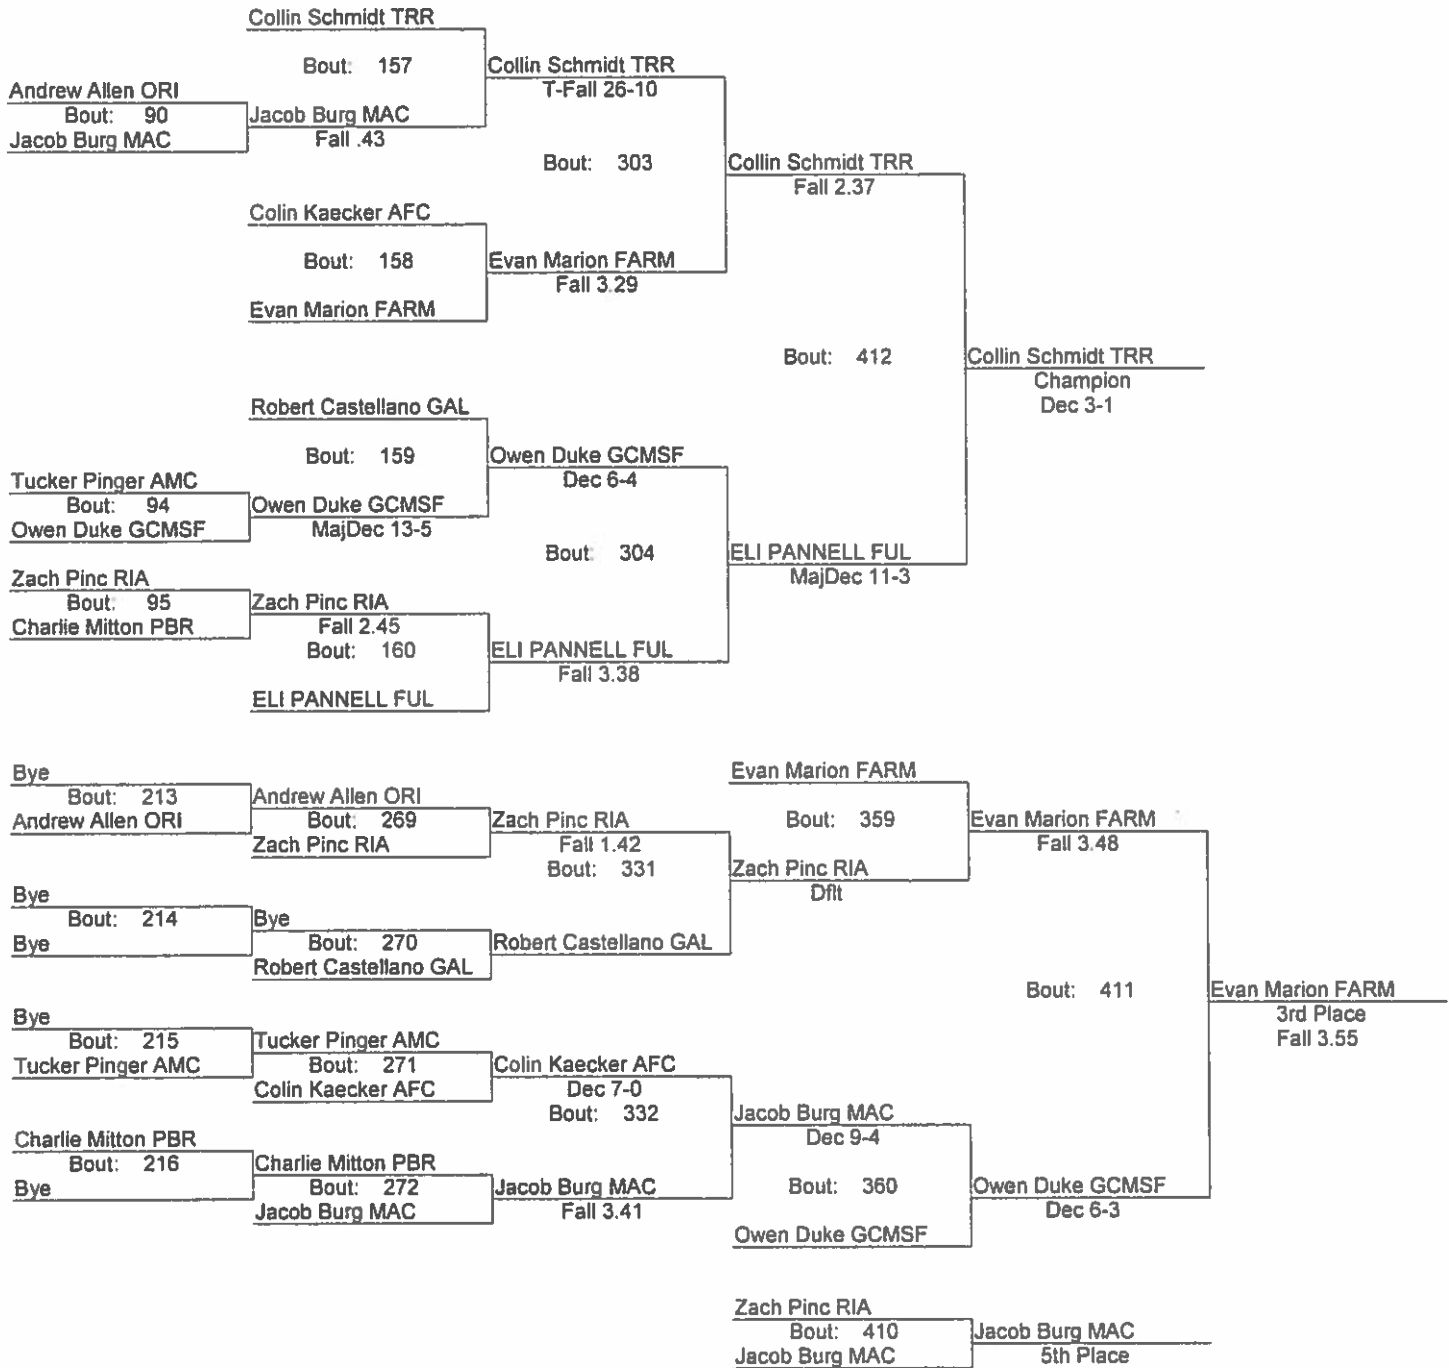 Collin Schmidt TRR
Bout: 157
Collin Schmidt TRR
T-Fall 26-10
Andrew Allen ORI
Bout: 90
Jacob Burg MAC
Jacob Burg MAC
Fall .43
Bout: 303
Collin Schmidt TRR
Fall 2.37
Colin Kaecker AFC
Bout: 158
Evan Marion FARM
Fall 3.29
Evan Marion FARM
Bout: 412
Collin Schmidt TRR
Champion
Dec 3-1
Robert Castellano GAL
Bout: 159
Owen Duke GCMSF
Dec 6-4
Tucker Pinger AMC
Bout: 94
Owen Duke GCMSF
Owen Duke GCMSF
MajDec 13-5
Bout: 304
ELI PANNELL FUL
MajDec 11-3
Zach Pinc RIA
Bout: 95
Charlie Mitton PBR
Zach Pinc RIA
Fall 2.45
Bout: 160
ELI PANNELL FUL
Fall 3.38
ELI PANNELL FUL
Bye
Bout: 213
Andrew Allen ORI
Andrew Allen ORI
Bout: 269
Zach Pinc RIA
Zach Pinc RIA
Fall 1.42
Bout: 331
Evan Marion FARM
Bout: 359
Zach Pinc RIA
Dflt
Evan Marion FARM
Fall 3.48
Bye
Bout: 214
Bye
Bye
Bout: 270
Robert Castellano GAL
Robert Castellano GAL
Bout: 411
Evan Marion FARM
3rd Place
Fall 3.55
Bye
Bout: 215
Tucker Pinger AMC
Tucker Pinger AMC
Bout: 271
Colin Kaecker AFC
Colin Kaecker AFC
Dec 7-0
Bout: 332
Jacob Burg MAC
Dec 9-4
Charlie Mitton PBR
Bout: 216
Bye
Charlie Mitton PBR
Bout: 272
Jacob Burg MAC
Jacob Burg MAC
Fall 3.41
Bout: 360
Owen Duke GCMSF
Owen Duke GCMSF
Dec 6-3
Zach Pinc RIA
Bout: 410
Jacob Burg MAC
Jacob Burg MAC
5th Place